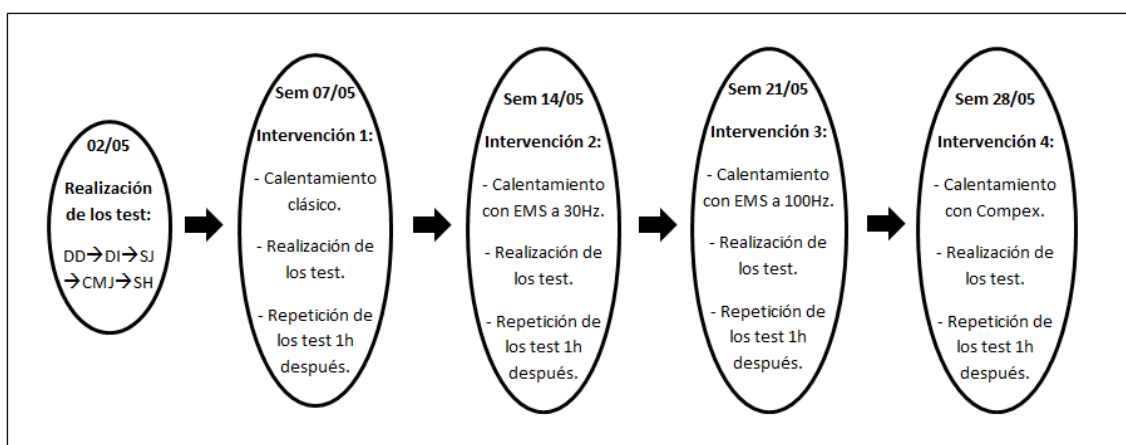 02/05
Realización
de los test:
DD→DI→SJ
→CMJ→SH
Sem 07/05
Intervención 1:
- Calentamiento
clásico.
- Realización de
los test.
- Repetición de
los test 1h
después.
Sem 14/05
Intervención 2:
- Calentamiento
con EMS a 30Hz.
- Realización de
los test.
- Repetición de
los test 1h
después.
Sem 21/05
Intervención 3:
- Calentamiento
con EMS a 100Hz.
- Realización de
los test.
- Repetición de
los test 1h
después.
Sem 28/05
Intervención 4:
- Calentamiento
con Compex.
- Realización de
los test.
- Repetición de
los test 1h
después.